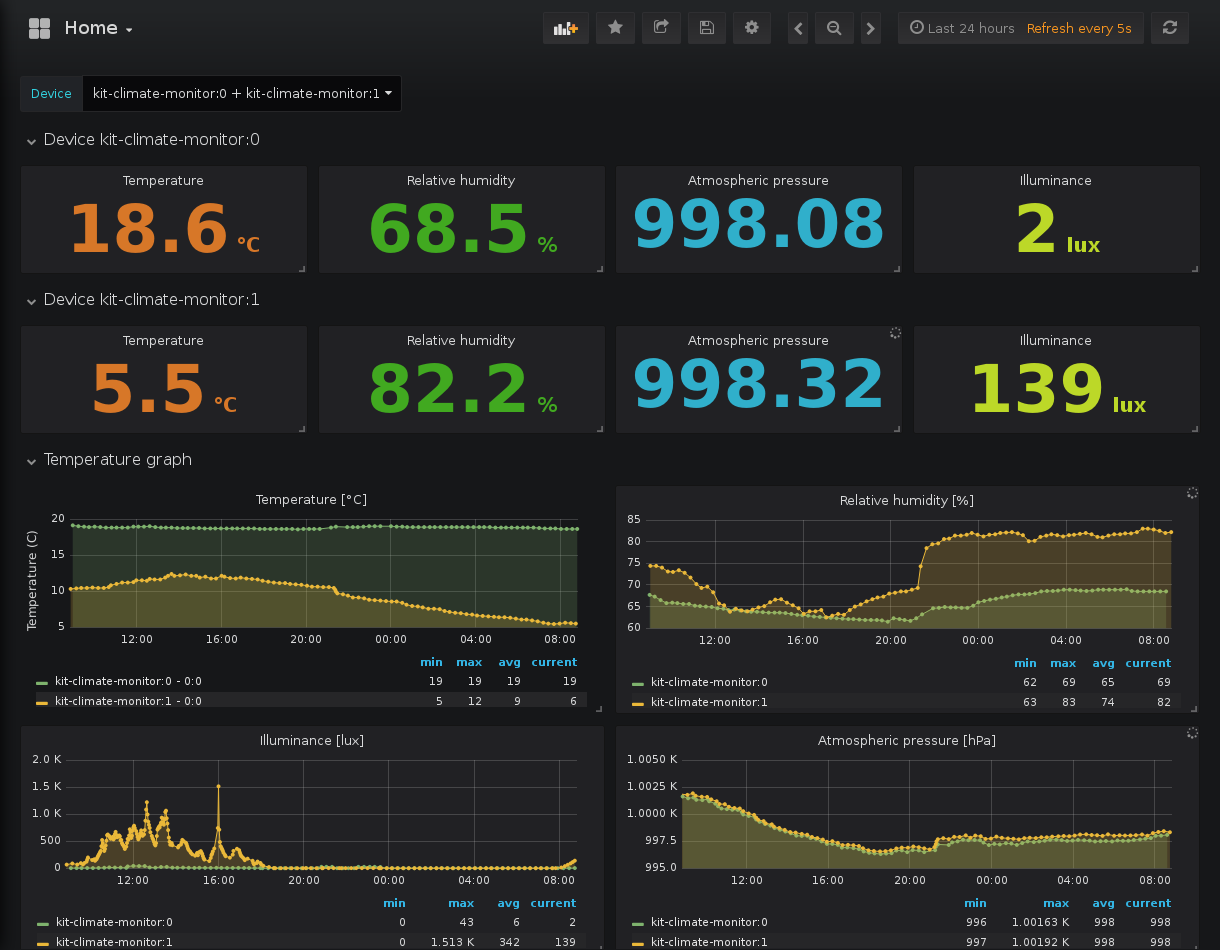 Home
Last 24 hours Refresh every 5s
Device kit-climate-monitor:0 + kit-climate-monitor:1
Device kit-climate-monitor:0
Temperature Relative humidity Atmospheric pressure Illuminance
18.6 °C 68.5 % 998.08 2 lux
Device kit-climate-monitor:1
Temperature Relative humidity Atmospheric pressure Illuminance
5.5 °C 82.2 % 998.32 139 lux
Temperature graph
Temperature [°C]
Temperature (C)
20
15
10
5
12:00 16:00 20:00 00:00 04:00 08:00
min max avg current
kit-climate-monitor:0 - 0:0 19 19 19 19
kit-climate-monitor:1 - 0:0 5 12 9 6
Relative humidity [%]
85
80
75
70
65
60
12:00 16:00 20:00 00:00 04:00 08:00
min max avg current
kit-climate-monitor:0 62 69 65 69
kit-climate-monitor:1 63 83 74 82
Illuminance [lux]
2.0 K
1.5 K
1.0 K
500
0
12:00 16:00 20:00 00:00 04:00 08:00
min max avg current
kit-climate-monitor:0 0 43 6 2
kit-climate-monitor:1 0 1.513 K 342 139
Atmospheric pressure [hPa]
1.0050 K
1.0025 K
1.0000 K
997.5
995.0
12:00 16:00 20:00 00:00 04:00 08:00
min max avg current
kit-climate-monitor:0 996 1.00163 K 998 998
kit-climate-monitor:1 997 1.00192 K 998 998